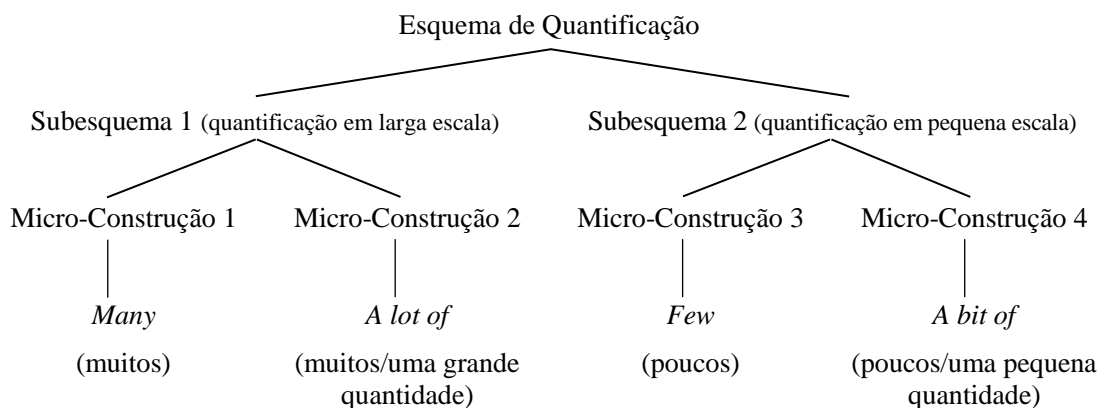 Esquema de Quantificação
Subesquema 1 (quantificação em larga escala) Subesquema 2 (quantificação em pequena escala)
Micro-Construção 1 Micro-Construção 2 Micro-Construção 3 Micro-Construção 4
Many A lot of Few A bit of
(muitos) (muitos/uma grande (poucos) (poucos/uma pequena
quantidade) quantidade)